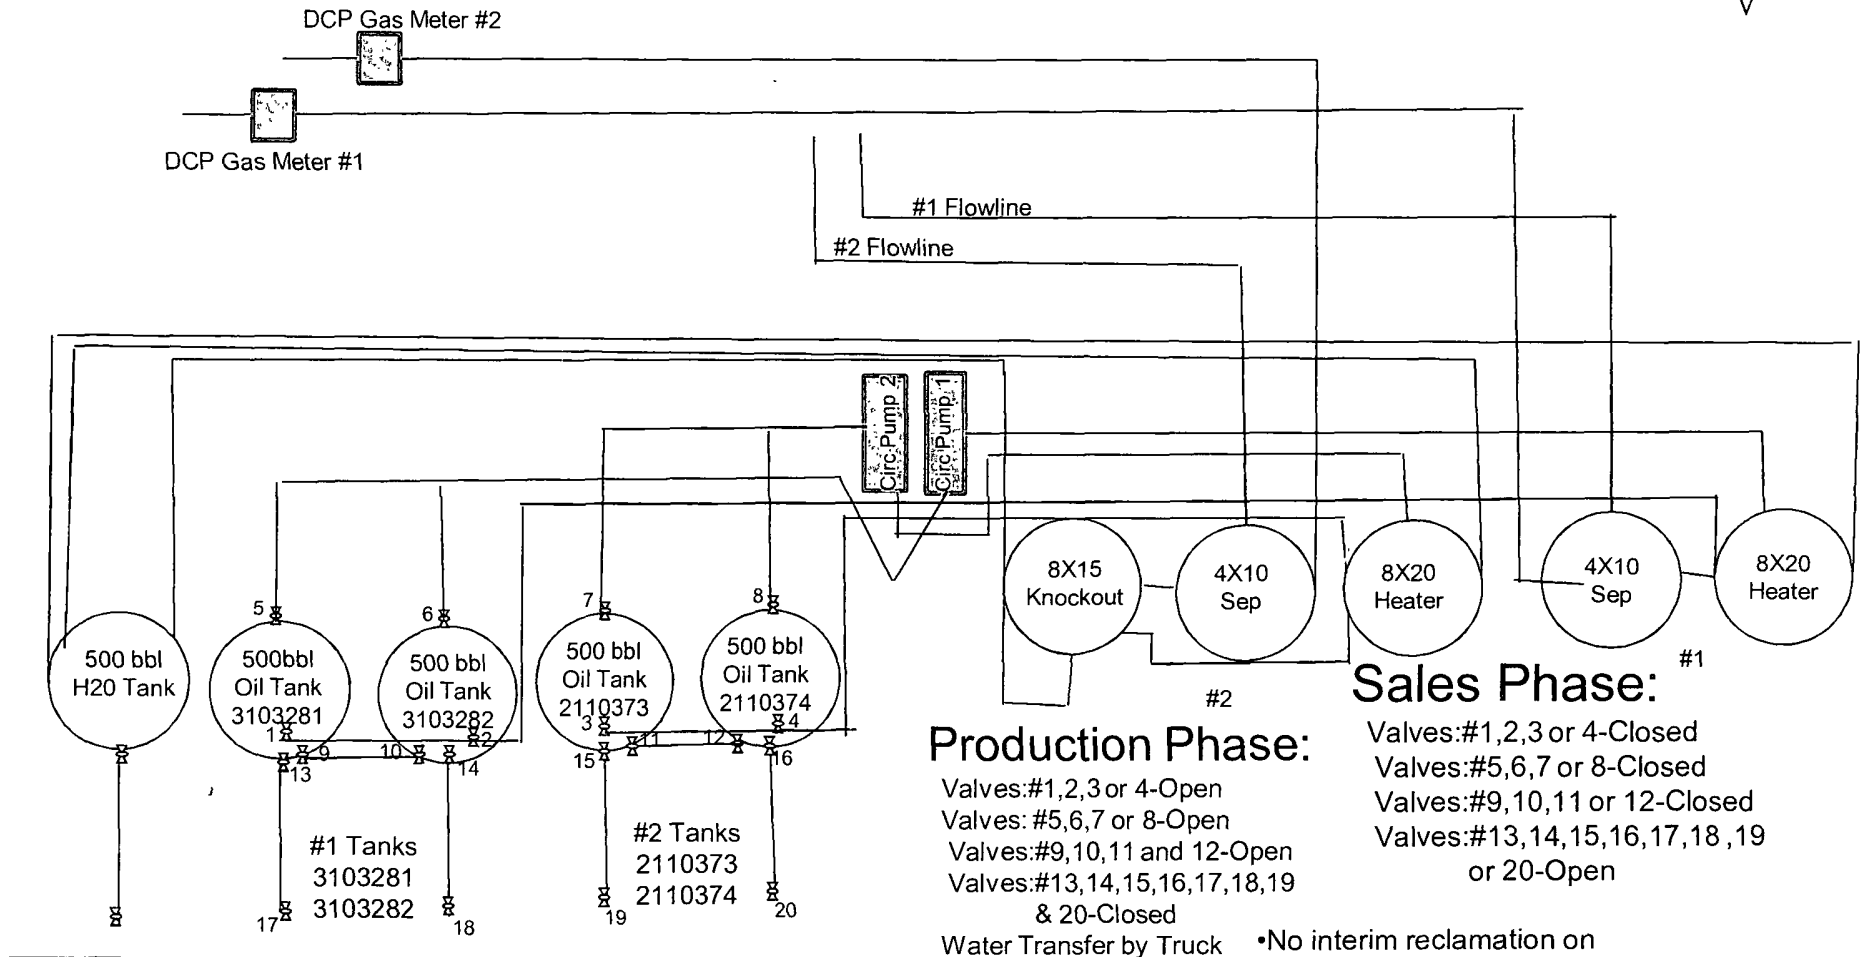 DCP Gas Meter #2
DCP Gas Meter #1
#1 Flowline
#2 Flowline
Circ Pump 2
Circ Pump 1
8X15
Knockout
4X10
Sep
8X20
Heater
4X10
Sep
8X20
Heater
#1
#2
5
6
7
8
500 bbl
H20 Tank
500bbl
Oil Tank
3103281
500 bbl
Oil Tank
3103282
500 bbl
Oil Tank
2110373
500 bbl
Oil Tank
2110374
1
2
3
4
9
10
11
12
13
14
15
16
#1 Tanks
3103281
3103282
#2 Tanks
2110373
2110374
17
18
19
20
Production Phase:
Valves:#1,2,3 or 4-Open
Valves: #5,6,7 or 8-Open
Valves:#9,10,11 and 12-Open
Valves:#13,14,15,16,17,18,19
& 20-Closed
Water Transfer by Truck
Sales Phase:
Valves:#1,2,3 or 4-Closed
Valves:#5,6,7 or 8-Closed
Valves:#9,10,11 or 12-Closed
Valves:#13,14,15,16,17,18,19
or 20-Open
•No interim reclamation on